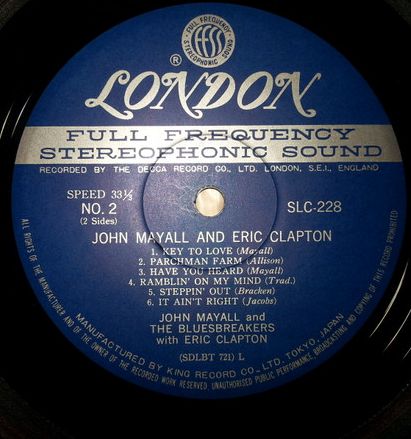 FULL FREQUENCY
ffss
STEREOPHONIC SOUND
®
LONDON
FULL FREQUENCY
STEREOPHONIC SOUND
RECORDED BY THE DECCA RECORD CO., LTD. LONDON, S.E.I., ENGLAND
SPEED 33⅓
NO. 2
(2 Sides)
SLC-228
JOHN MAYALL AND ERIC CLAPTON
1. KEY TO LOVE (Mayall)
2. PARCHMAN FARM (Allison)
3. HAVE YOU HEARD (Mayall)
4. RAMBLIN' ON MY MIND (Trad.)
5. STEPPIN' OUT (Bracken)
6. IT AIN'T RIGHT (Jacobs)
JOHN MAYALL and
THE BLUESBREAKERS
with ERIC CLAPTON
(SDLBT 721) L
MANUFACTURED BY KING RECORD CO., LTD. TOKYO, JAPAN
ALL RIGHTS OF THE MANUFACTURER AND OF THE OWNER OF THE RECORDED WORK RESERVED UNAUTHORISED PUBLIC PERFORMANCE, BROADCASTING AND COPYING OF THIS RECORD PROHIBITED